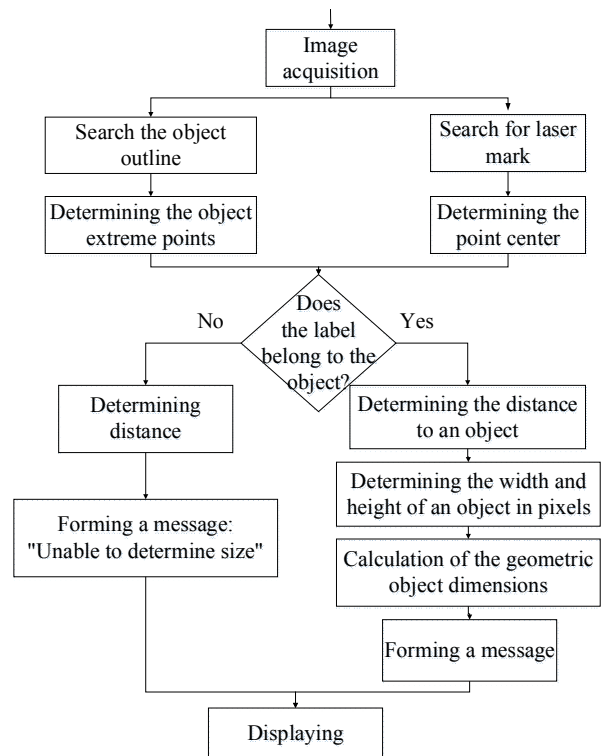 Image
acquisition
Search the object
outline
Search for laser
mark
Determining the object
extreme points
Determining the
point center
Does
the label
belong to the
object?
No
Yes
Determining
distance
Determining the distance
to an object
Forming a message:
"Unable to determine size"
Determining the width and
height of an object in pixels
Calculation of the geometric
object dimensions
Forming a message
Displaying